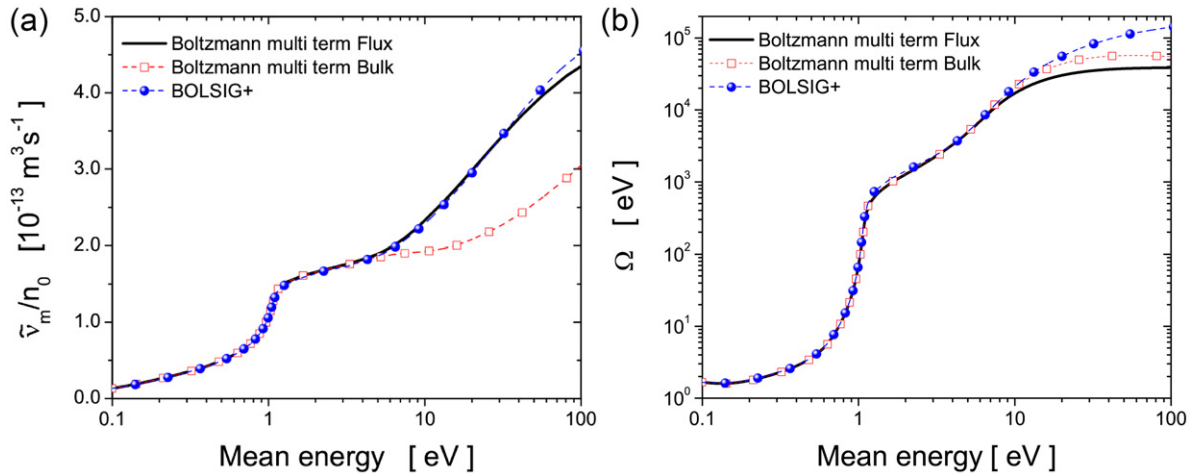 (a)
5.0
4.0
3.0
2.0
1.0
0.0
ν̃m/n0 [10⁻¹³ m³s⁻¹]
Boltzmann multi term Flux
Boltzmann multi term Bulk
BOLSIG+
0.1 1 10 100
Mean energy [ eV ]
(b)
10⁵
10⁴
10³
10²
10¹
10⁰
Ω [ eV ]
Boltzmann multi term Flux
Boltzmann multi term Bulk
BOLSIG+
0.1 1 10 100
Mean energy [ eV ]